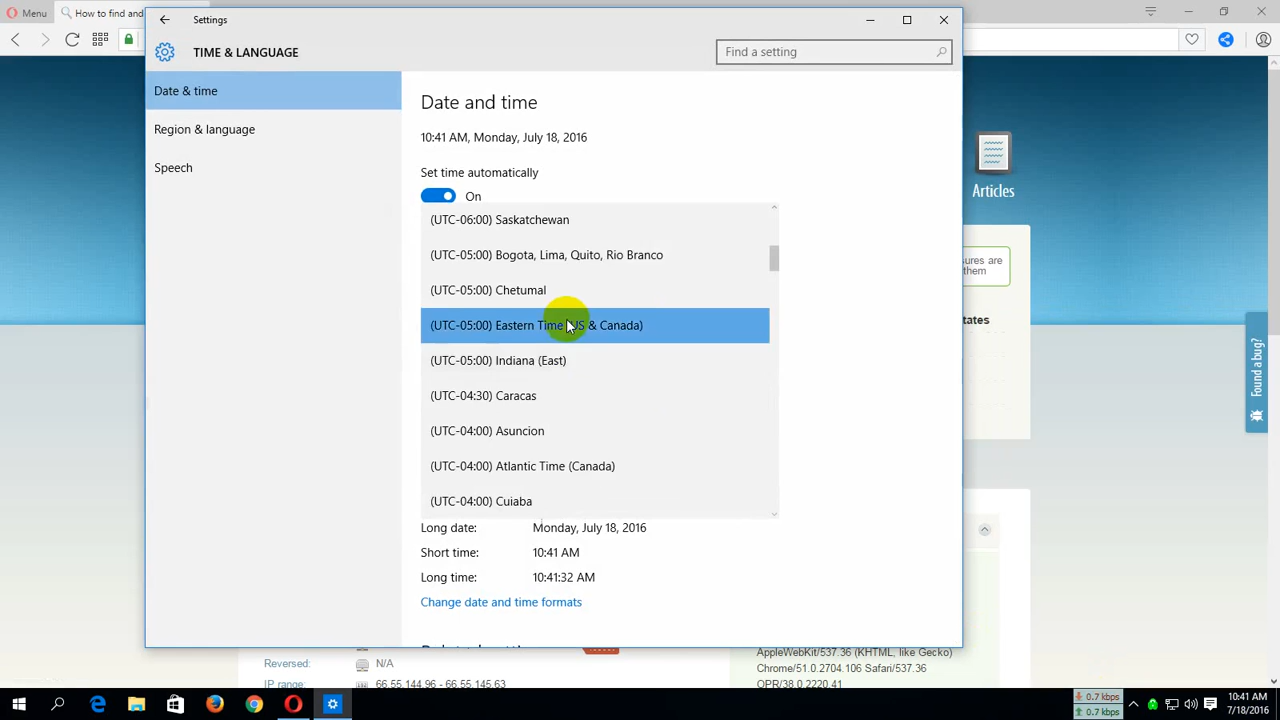 Menu
How to find and
Settings
TIME & LANGUAGE
Find a setting
Date & time
Region & language
Speech
Date and time
10:41 AM, Monday, July 18, 2016
Set time automatically
On
(UTC-06:00) Saskatchewan
(UTC-05:00) Bogota, Lima, Quito, Rio Branco
(UTC-05:00) Chetumal
(UTC-05:00) Eastern Time (US & Canada)
(UTC-05:00) Indiana (East)
(UTC-04:30) Caracas
(UTC-04:00) Asuncion
(UTC-04:00) Atlantic Time (Canada)
(UTC-04:00) Cuiaba
Long date: Monday, July 18, 2016
Short time: 10:41 AM
Long time: 10:41:32 AM
Change date and time formats
Articles
sures are
them
tates
Found a bug?
Reversed: N/A
IP range: 66.55.144.96 - 66.55.145.63
AppleWebKit/537.36 (KHTML, like Gecko)
Chrome/51.0.2704.106 Safari/537.36
OPR/38.0.2220.41
0.7 kbps
0.7 kbps
10:41 AM
7/18/2016